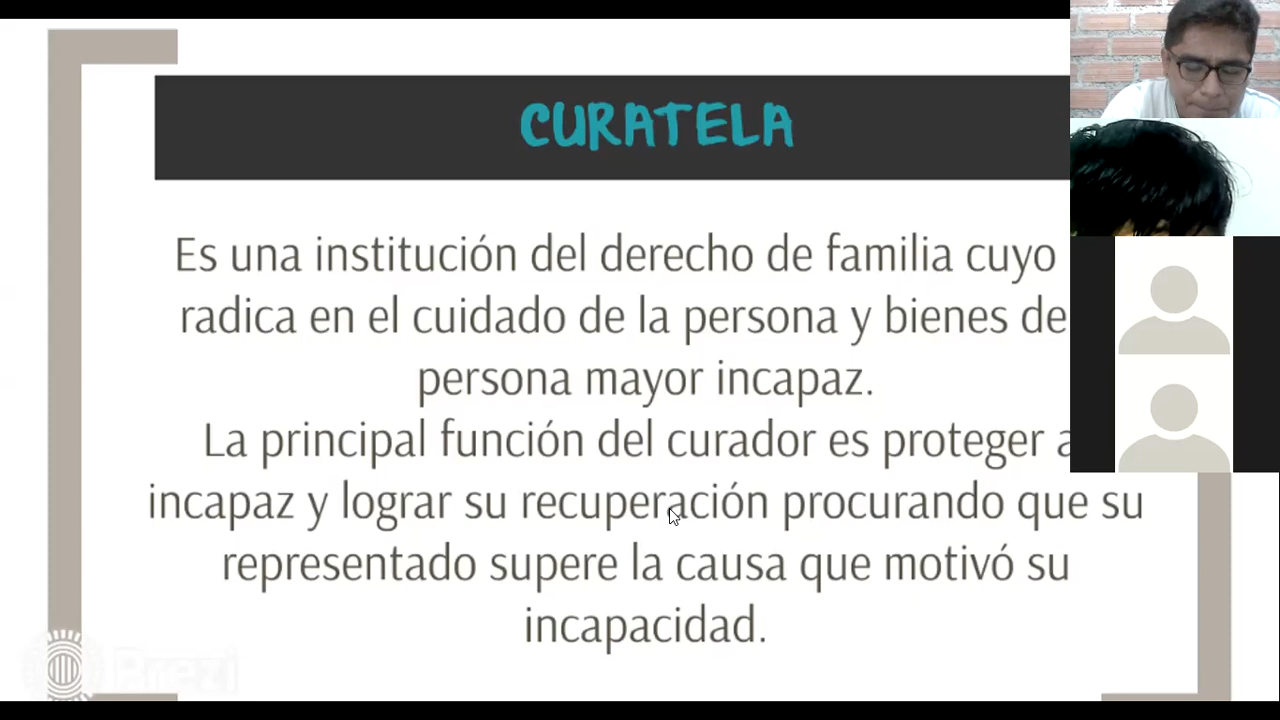 CURATELA
Es una institución del derecho de familia cuyo
radica en el cuidado de la persona y bienes de
persona mayor incapaz.
La principal función del curador es proteger a
incapaz y lograr su recuperación procurando que su
representado supere la causa que motivó su
incapacidad.
Prezi